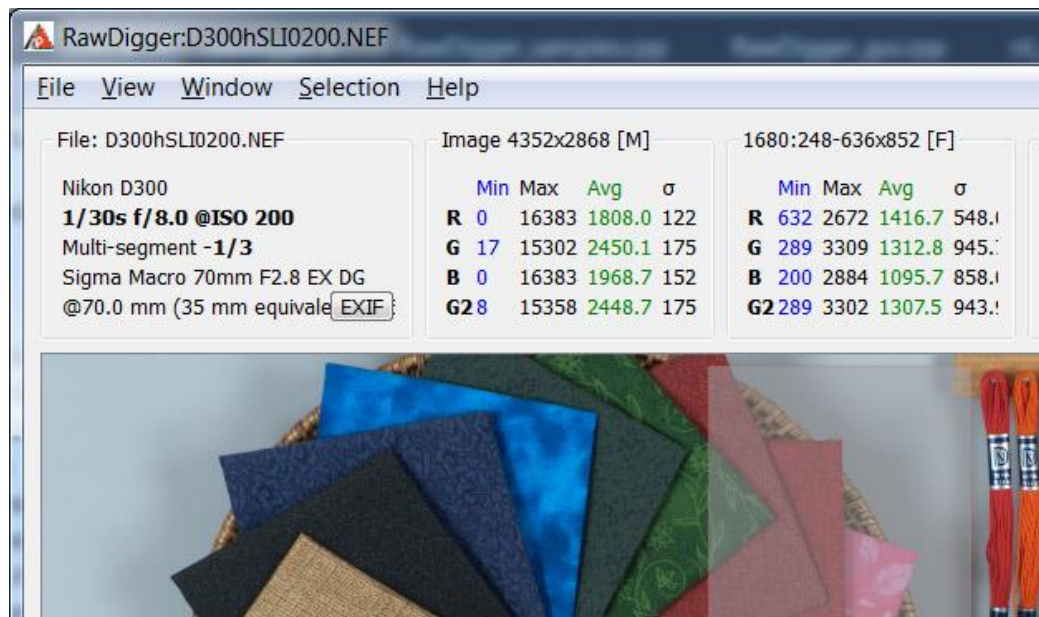 RawDigger:D300hSLI0200.NEF
File View Window Selection Help
File: D300hSLI0200.NEF
Nikon D300
1/30s f/8.0 @ISO 200
Multi-segment -1/3
Sigma Macro 70mm F2.8 EX DG
@70.0 mm (35 mm equivale EXIF
Image 4352x2868 [M]
Min Max Avg σ
R 0 16383 1808.0 122
G 17 15302 2450.1 175
B 0 16383 1968.7 152
G2 8 15358 2448.7 175
1680:248-636x852 [F]
Min Max Avg σ
R 632 2672 1416.7 548.
G 289 3309 1312.8 945.
B 200 2884 1095.7 858.
G2 289 3302 1307.5 943.